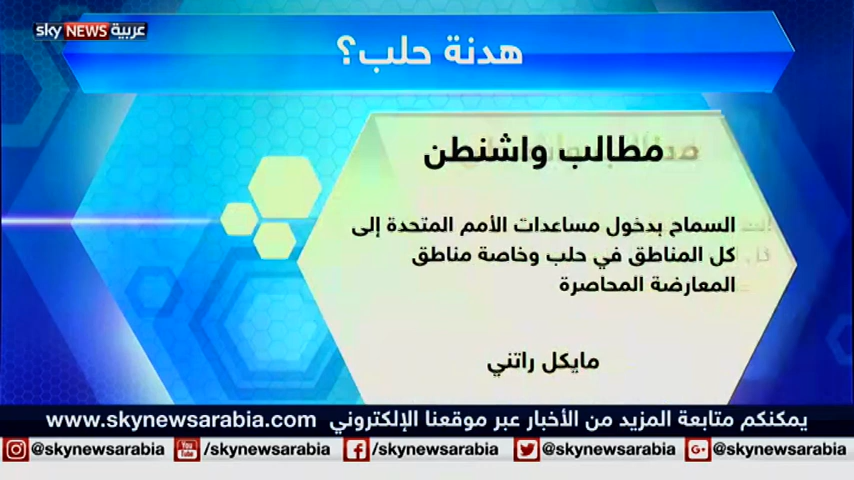 sky NEWS عربية
هدنة حلب؟
مطالب واشنطن
السماح بدخول مساعدات الأمم المتحدة إلى
كل المناطق في حلب وخاصة مناطق
المعارضة المحاصرة
مايكل راتني
يمكنكم متابعة المزيد من الأخبار عبر موقعنا الإلكتروني www.skynewsarabia.com
@skynewsarabia You Tube /skynewsarabia f /skynewsarabia @skynewsarabia G+ @skynewsarabia